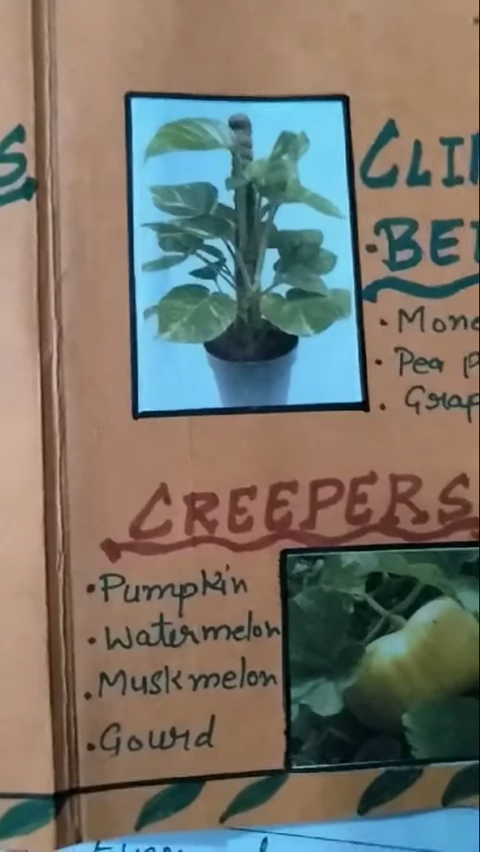 S
CLI
• BE
• Mon
• Pea p
• Grap
CREEPERS
• Pumpkin
• Watermelon
• Muskmelon
• Gourd